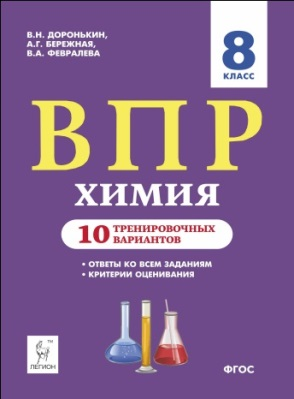 В.Н. ДОРОНЬКИН
А.Г. БЕРЕЖНАЯ
В.А. ФЕВРАЛЕВА
8
КЛАСС
ВПР
ХИМИЯ
10 ТРЕНИРОВОЧНЫХ
ВАРИАНТОВ
• ОТВЕТЫ КО ВСЕМ ЗАДАНИЯМ
• КРИТЕРИИ ОЦЕНИВАНИЯ
ЛЕГИОН
ФГОС